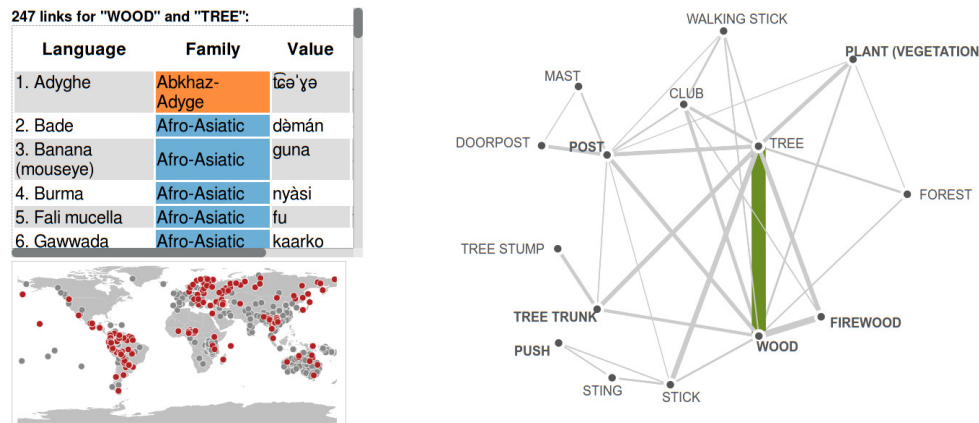 247 links for "WOOD" and "TREE":
Language Family Value
1. Adyghe Abkhaz-
Adyge
2. Bade Afro-Asiatic də̀mán
3. Banana
(mouseye) Afro-Asiatic guna
4. Burma Afro-Asiatic nyàsi
5. Fali mucella Afro-Asiatic fu
6. Gawwada Afro-Asiatic kaarko
WALKING STICK
PLANT (VEGETATION
MAST
CLUB
DOORPOST
POST
TREE
FOREST
TREE STUMP
TREE TRUNK
FIREWOOD
PUSH
WOOD
STING
STICK